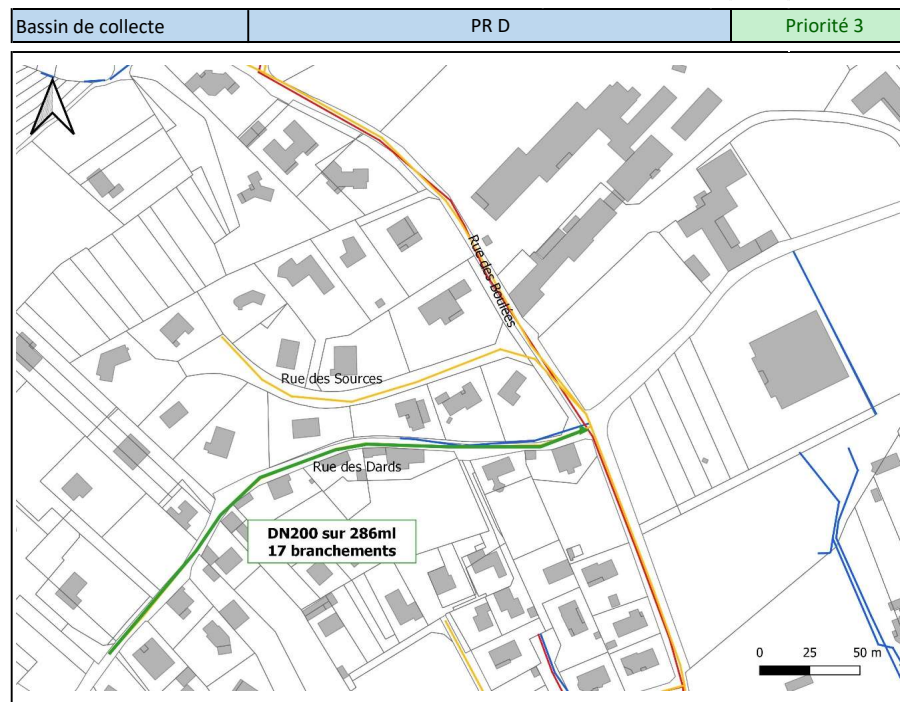 Bassin de collecte PR D Priorité 3
Rue des Boulées
Rue des Sources
Rue des Dards
DN200 sur 286ml
17 branchements
0 25 50 m